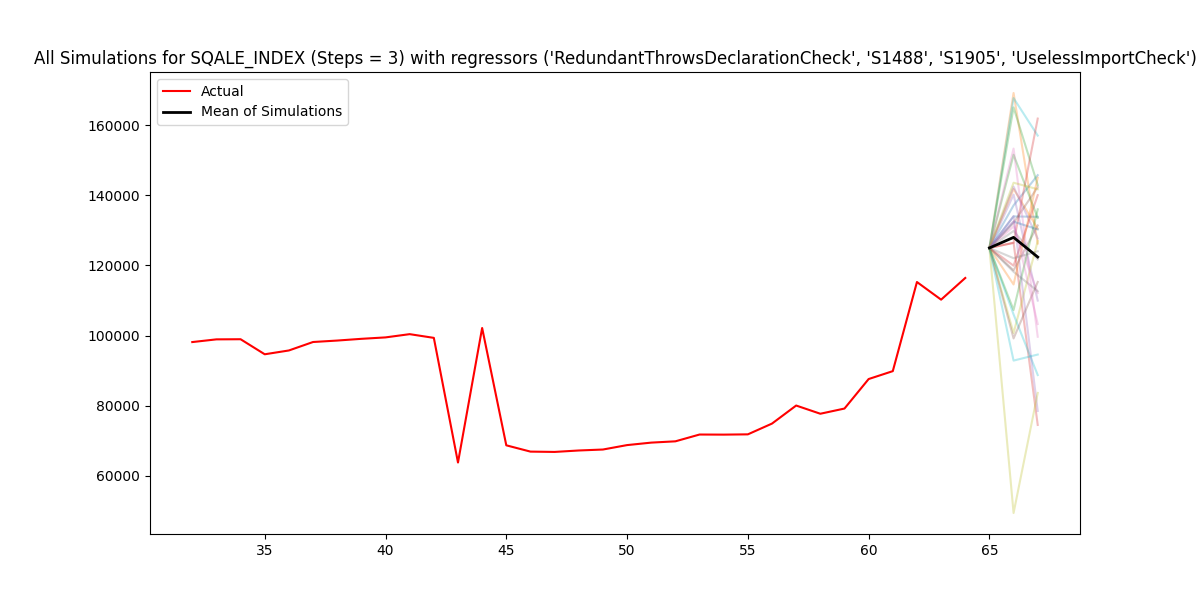 All Simulations for SQALE_INDEX (Steps = 3) with regressors ('RedundantThrowsDeclarationCheck', 'S1488', 'S1905', 'UselessImportCheck')
Actual
Mean of Simulations
160000
140000
120000
100000
80000
60000
35 40 45 50 55 60 65